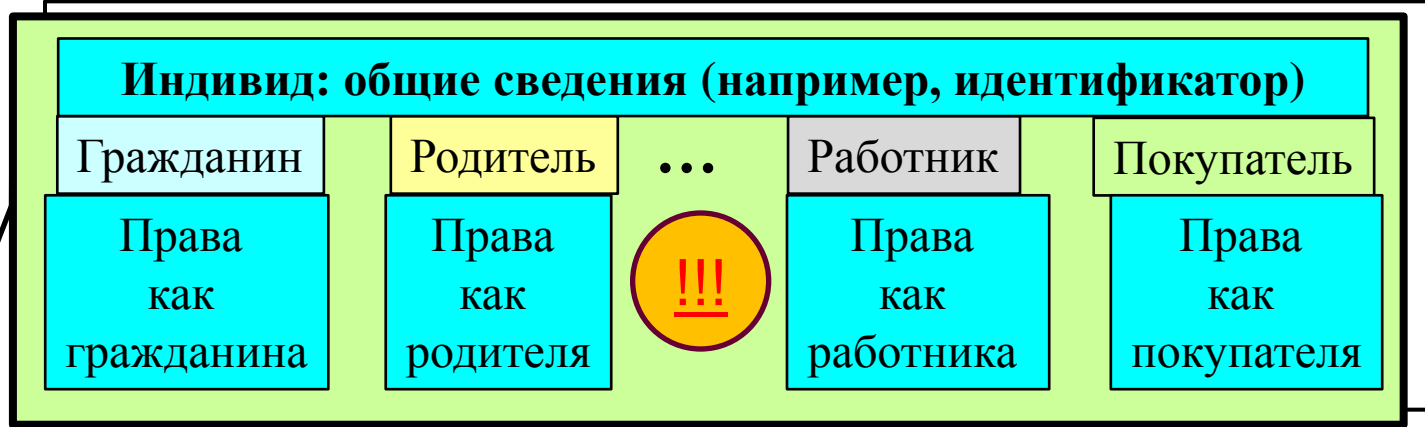 Индивид: общие сведения (например, идентификатор)
Гражданин
Родитель
...
Работник
Покупатель
Права
как
гражданина
Права
как
родителя
!!!
Права
как
работника
Права
как
покупателя